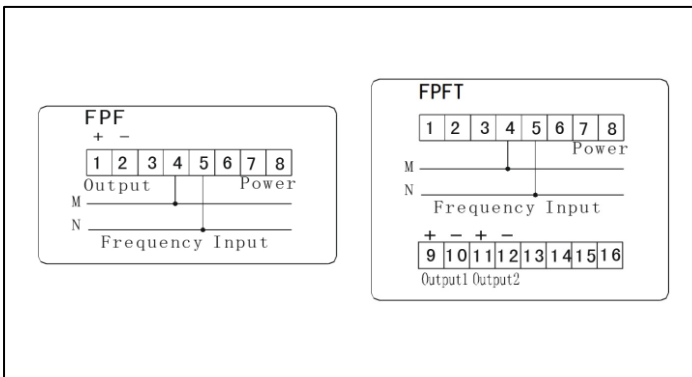 FPF
+ −
1 2 3 4 5 6 7 8
Output Power
M
N
Frequency Input
FPFT
1 2 3 4 5 6 7 8
Power
M
N
Frequency Input
+ − + −
9 10 11 12 13 14 15 16
Output1 Output2